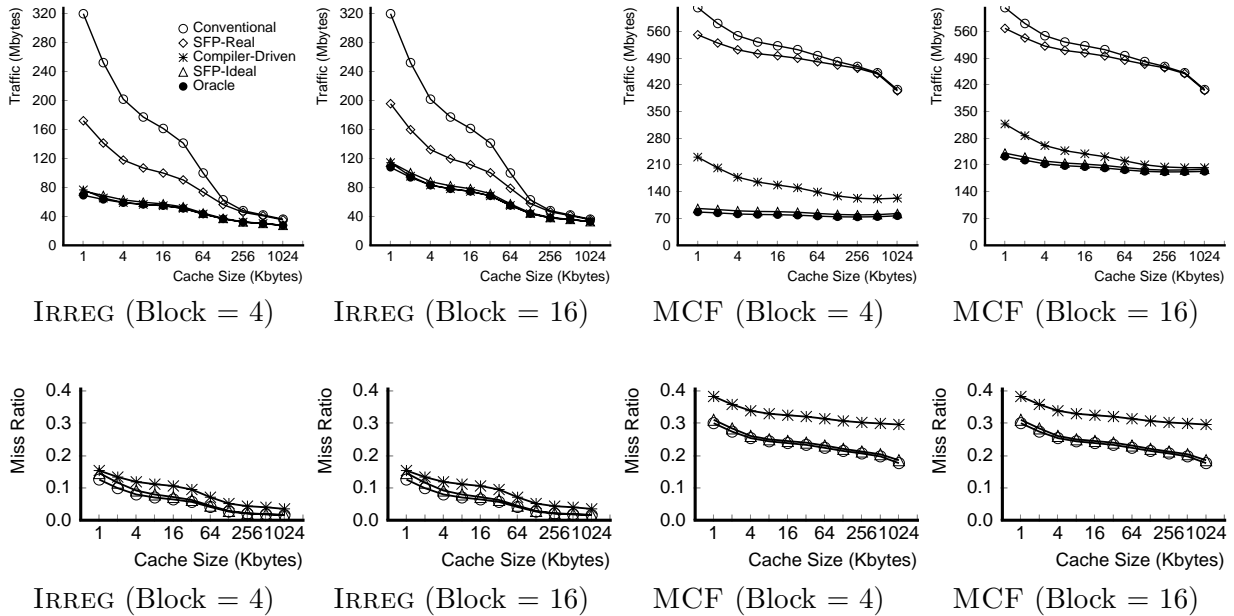 320
280
240
200
160
120
80
40
0
Traffic (Mbytes)
Conventional
SFP-Real
Compiler-Driven
SFP-Ideal
Oracle
1 4 16 64 256 1024
Cache Size (Kbytes)
IRREG (Block = 4)
320
280
240
200
160
120
80
40
0
Traffic (Mbytes)
1 4 16 64 256 1024
Cache Size (Kbytes)
IRREG (Block = 16)
560
490
420
350
280
210
140
70
0
Traffic (Mbytes)
1 4 16 64 256 1024
Cache Size (Kbytes)
MCF (Block = 4)
560
490
420
350
280
210
140
70
0
Traffic (Mbytes)
1 4 16 64 256 1024
Cache Size (Kbytes)
MCF (Block = 16)
0.4
0.3
0.2
0.1
0.0
Miss Ratio
1 4 16 64 256 1024
Cache Size (Kbytes)
IRREG (Block = 4)
0.4
0.3
0.2
0.1
0.0
Miss Ratio
1 4 16 64 256 1024
Cache Size (Kbytes)
IRREG (Block = 16)
0.4
0.3
0.2
0.1
0.0
Miss Ratio
1 4 16 64 256 1024
Cache Size (Kbytes)
MCF (Block = 4)
0.4
0.3
0.2
0.1
0.0
Miss Ratio
1 4 16 64 256 1024
Cache Size (Kbytes)
MCF (Block = 16)